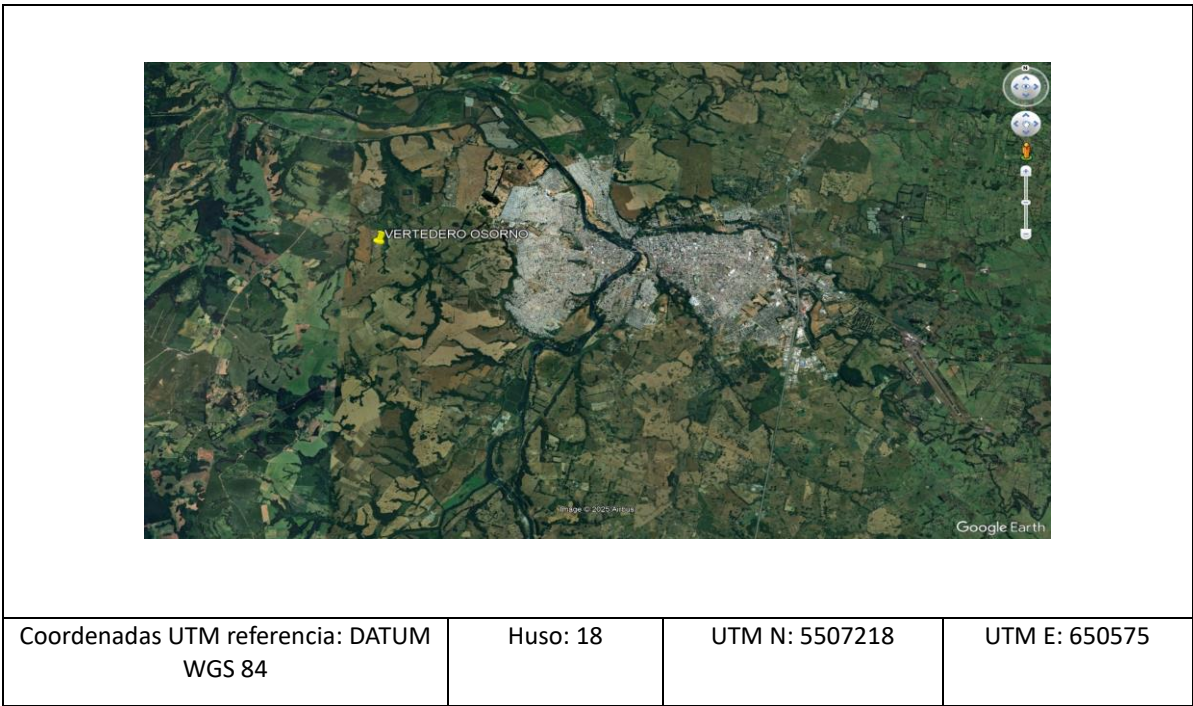 N
VERTEDERO OSORNO
Image © 2025 Airbus
Google Earth
Coordenadas UTM referencia: DATUM
WGS 84
Huso: 18
UTM N: 5507218
UTM E: 650575